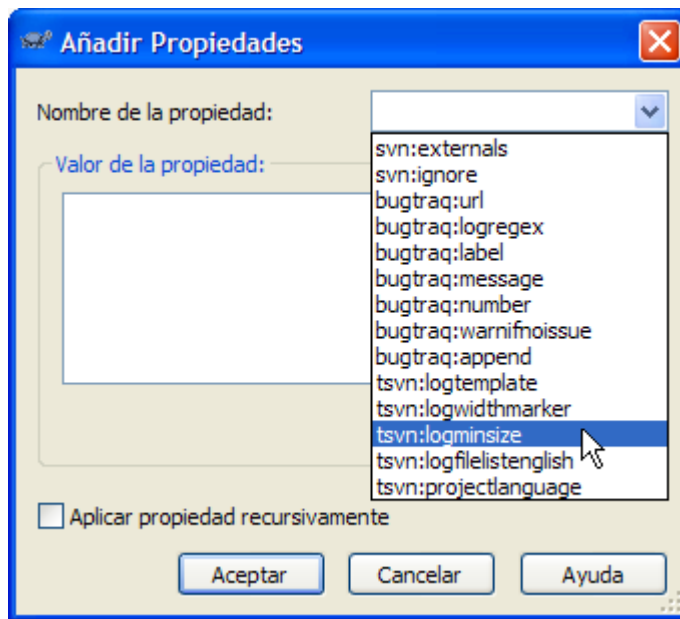 Añadir Propiedades
Nombre de la propiedad:
Valor de la propiedad:
svn:externals
svn:ignore
bugtraq:url
bugtraq:logregex
bugtraq:label
bugtraq:message
bugtraq:number
bugtraq:warnifnoissue
bugtraq:append
tsvn:logtemplate
tsvn:logwidthmarker
tsvn:logminsize
tsvn:logfilelistenglish
tsvn:projectlanguage
Aplicar propiedad recursivamente
Aceptar Cancelar Ayuda